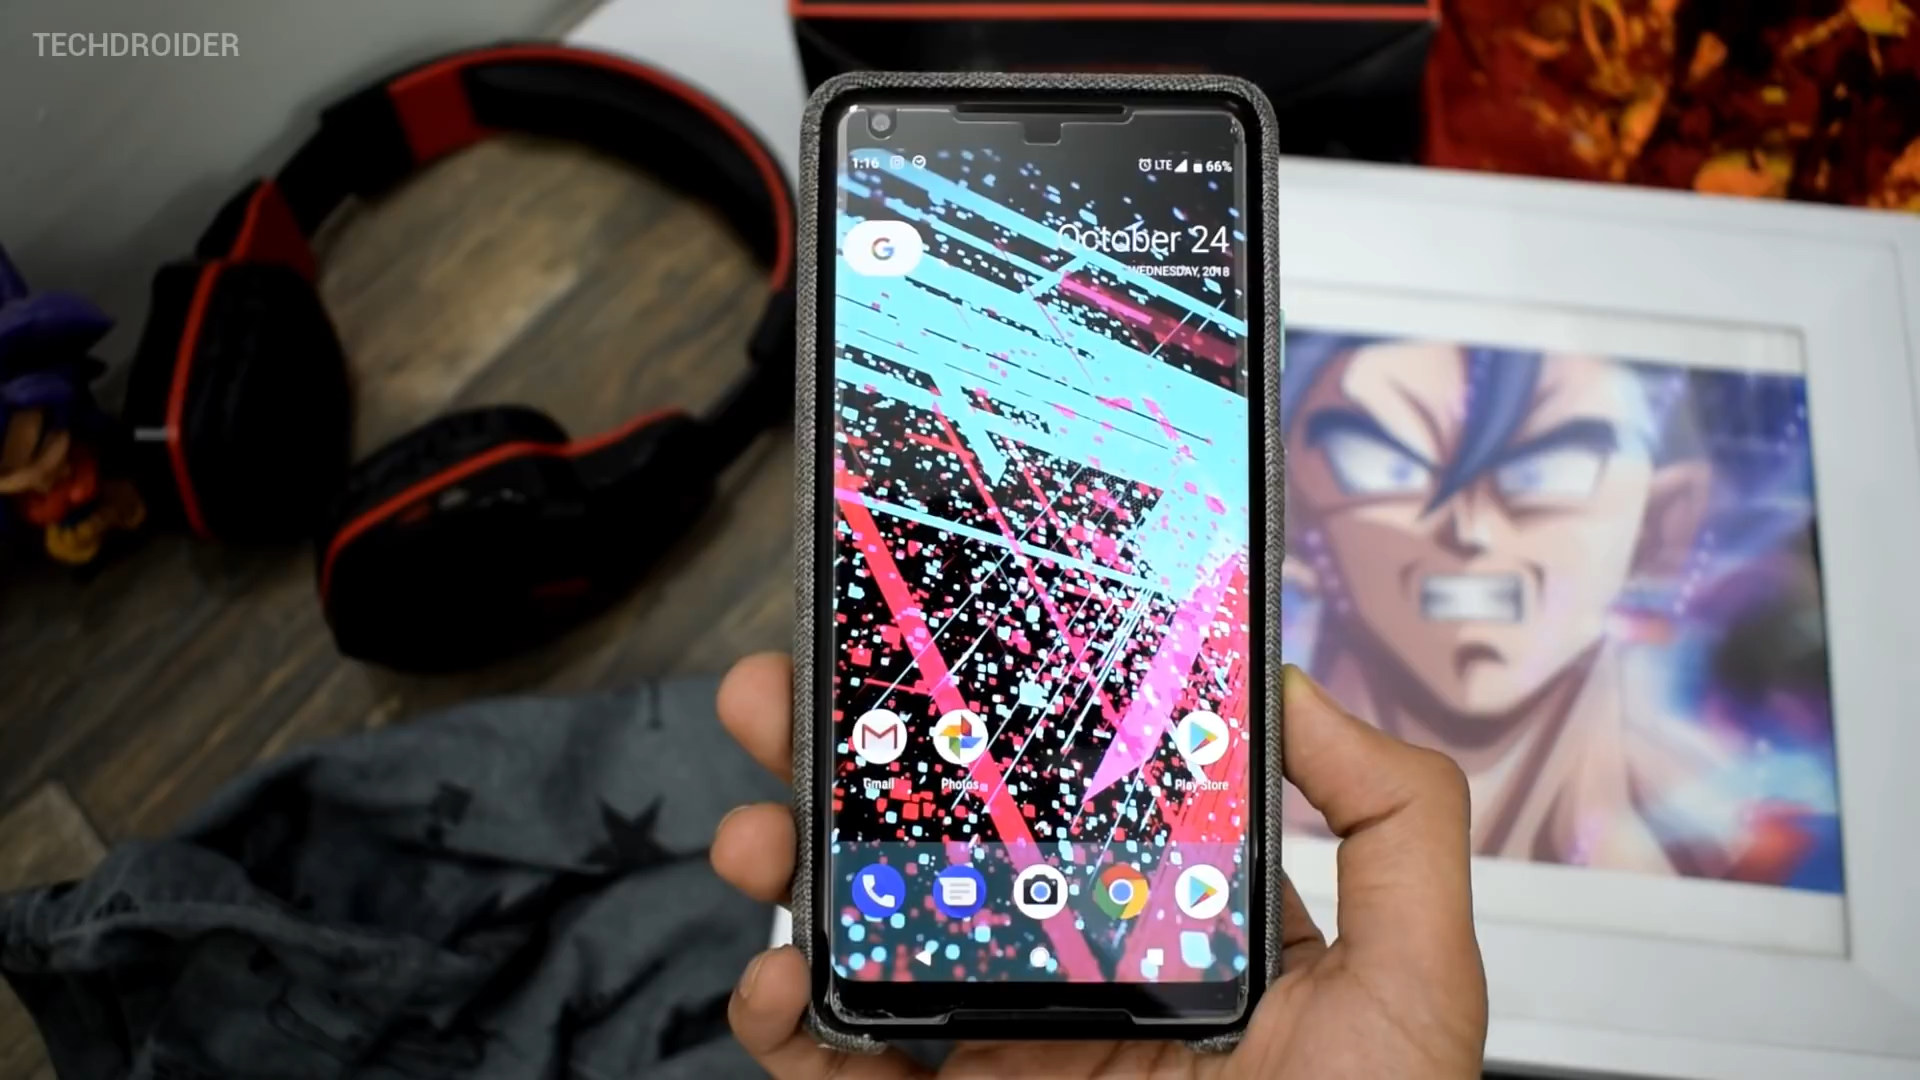 TECHDROIDER
1:16
LTE 66%
G
October 24
WEDNESDAY, 2018
Gmail
Photos
Play Store